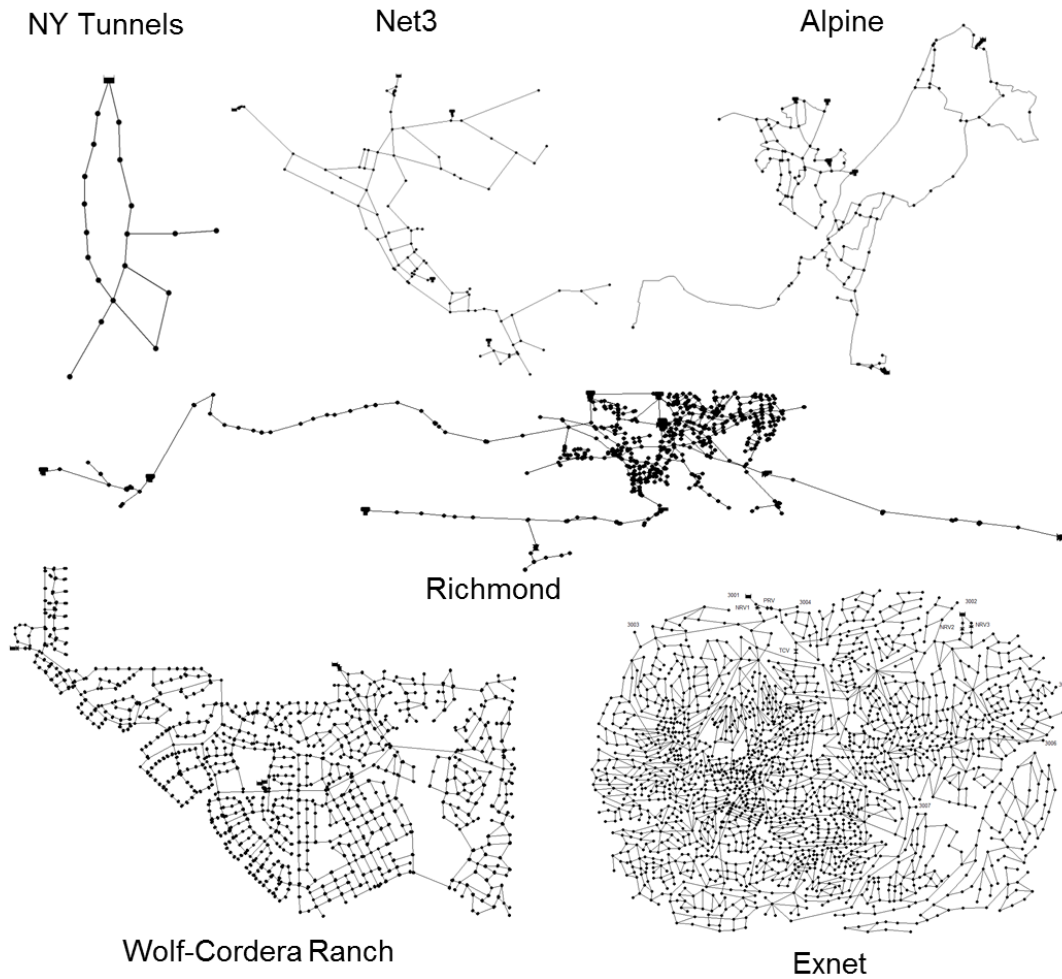 NY Tunnels
Net3
Alpine
Richmond
Wolf-Cordera Ranch
3001
PRV
3004
3002
NRV1
NRV2
NRV3
3003
TCV
3006
3007
Exnet